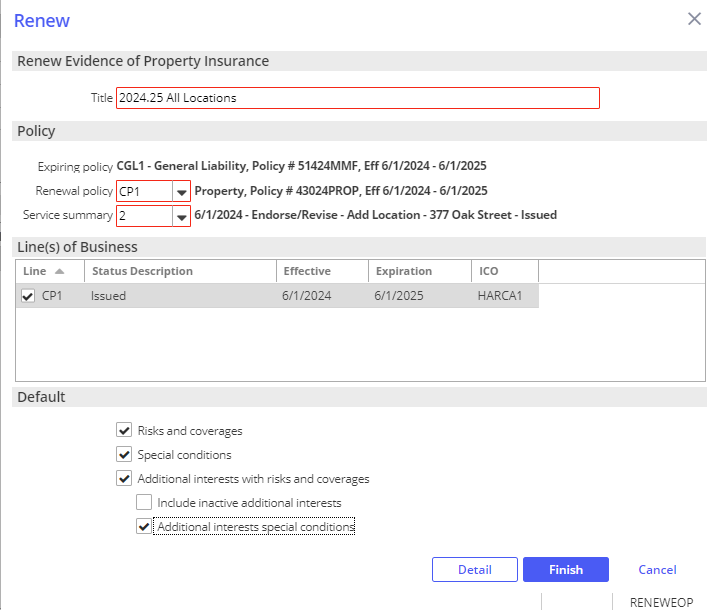 Renew
Renew Evidence of Property Insurance
Title 2024.25 All Locations
Policy
Expiring policy CGL1 - General Liability, Policy # 51424MMF, Eff 6/1/2024 - 6/1/2025
Renewal policy CP1 Property, Policy # 43024PROP, Eff 6/1/2024 - 6/1/2025
Service summary 2 6/1/2024 - Endorse/Revise - Add Location - 377 Oak Street - Issued
Line(s) of Business
Line Status Description Effective Expiration ICO
CP1 Issued 6/1/2024 6/1/2025 HARCA1
Default
Risks and coverages
Special conditions
Additional interests with risks and coverages
Include inactive additional interests
Additional interests special conditions
Detail Finish Cancel
RENEWEOP